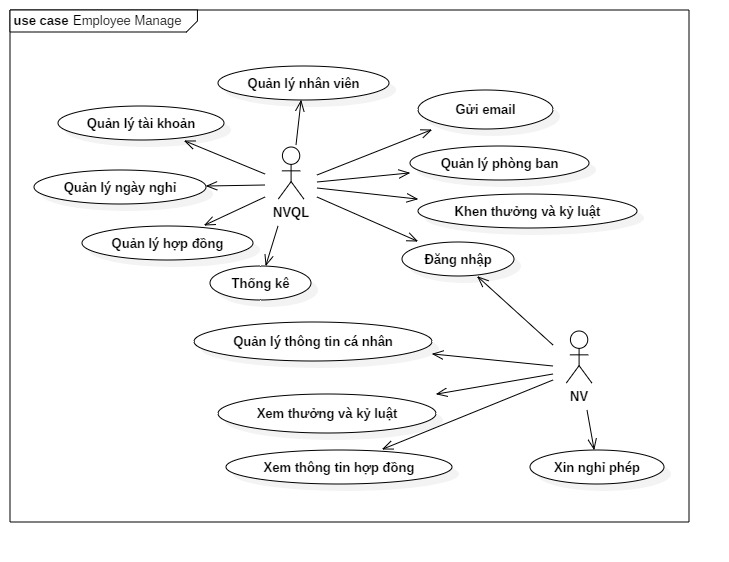 use case Employee Manage
Quản lý nhân viên
Gửi email
Quản lý tài khoản
Quản lý phòng ban
Quản lý ngày nghỉ
Khen thưởng và kỷ luật
NVQL
Quản lý hợp đồng
Đăng nhập
Thống kê
Quản lý thông tin cá nhân
NV
Xem thưởng và kỷ luật
Xem thông tin hợp đồng
Xin nghỉ phép